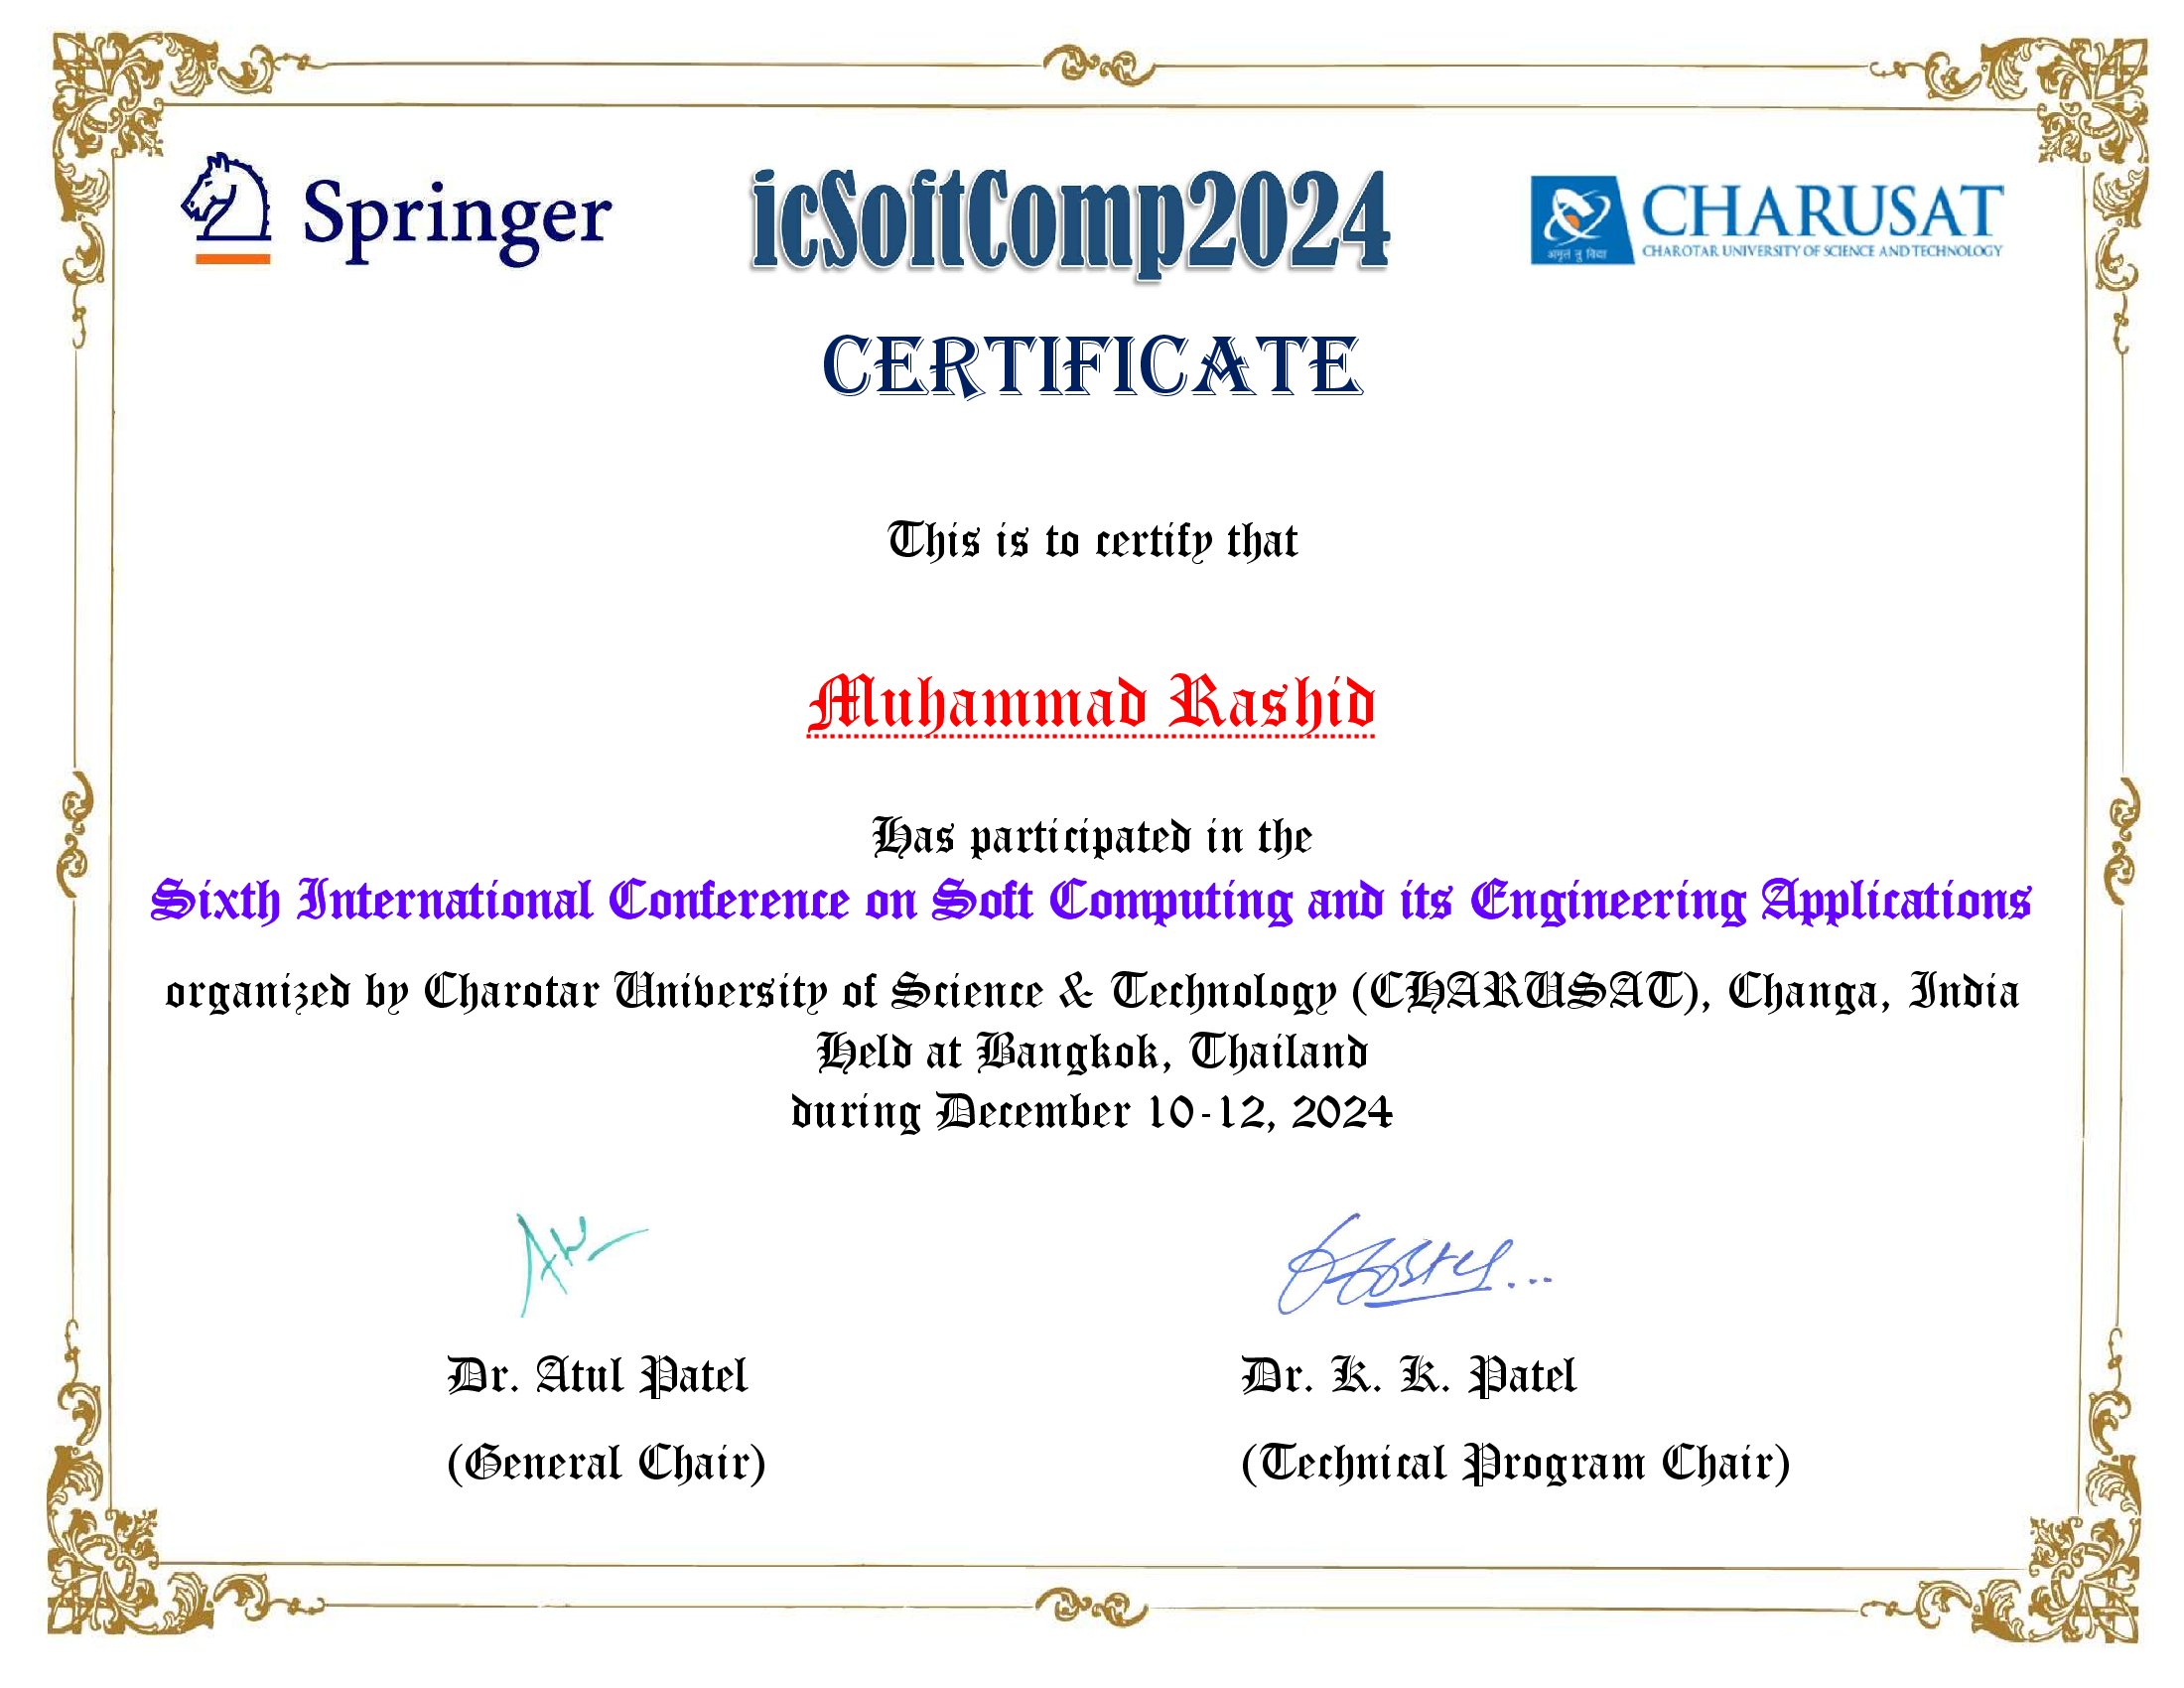 Springer
icSoftComp2024
CHARUSAT
CHAROTAR UNIVERSITY OF SCIENCE AND TECHNOLOGY
CERTIFICATE
This is to certify that
Muhammad Rashid
Has participated in the
Sixth International Conference on Soft Computing and its Engineering Applications
organized by Charotar University of Science & Technology (CHARUSAT), Changa, India
Held at Bangkok, Thailand
during December 10-12, 2024
Dr. Atul Patel
Dr. K. K. Patel
(General Chair)
(Technical Program Chair)